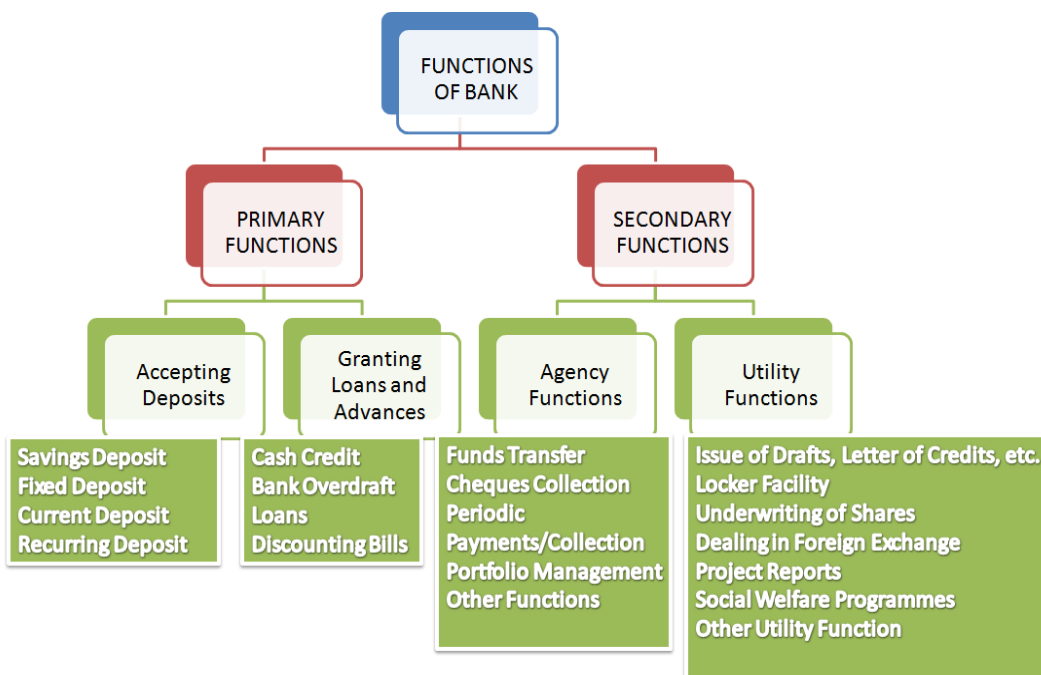 FUNCTIONS
OF BANK
PRIMARY
FUNCTIONS
SECONDARY
FUNCTIONS
Accepting
Deposits
Granting
Loans and
Advances
Agency
Functions
Utility
Functions
Savings Deposit
Fixed Deposit
Current Deposit
Recurring Deposit
Cash Credit
Bank Overdraft
Loans
Discounting Bills
Funds Transfer
Cheques Collection
Periodic
Payments/Collection
Portfolio Management
Other Functions
Issue of Drafts, Letter of Credits, etc.
Locker Facility
Underwriting of Shares
Dealing in Foreign Exchange
Project Reports
Social Welfare Programmes
Other Utility Function